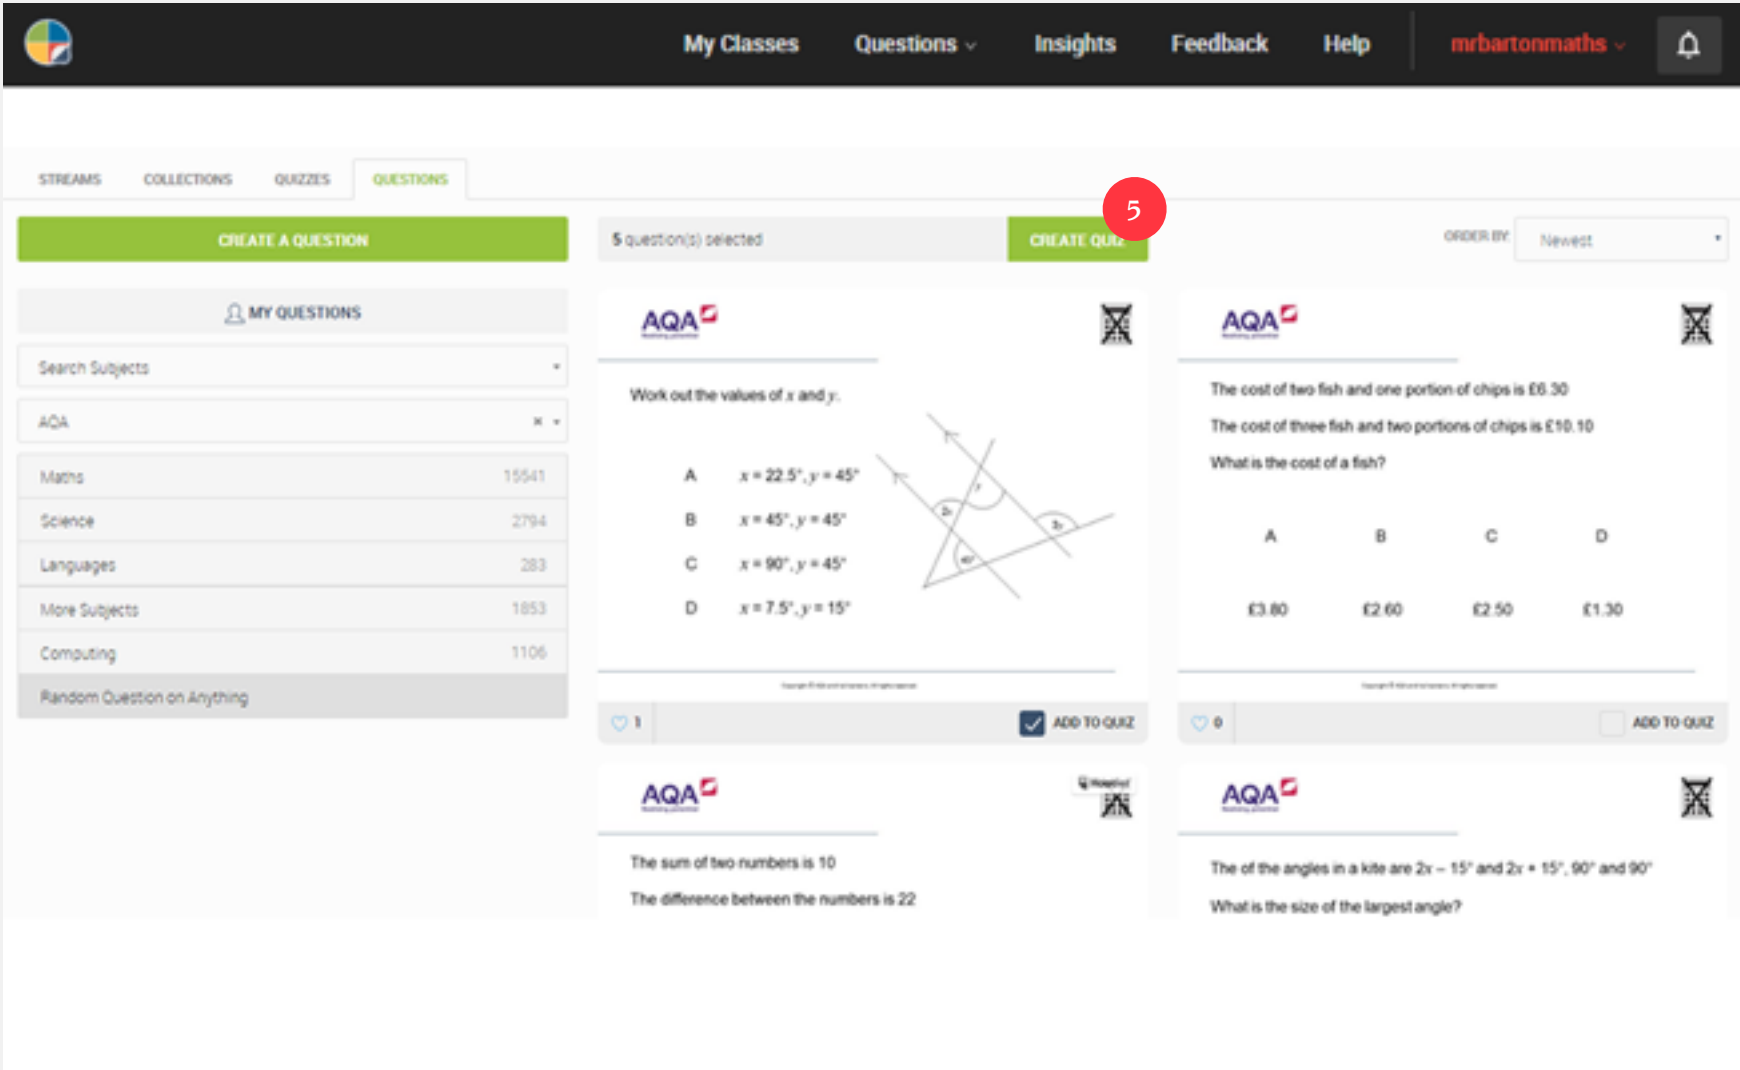 My Classes Questions Insights Feedback Help mrbartonmaths
STREAMS COLLECTIONS QUIZZES QUESTIONS
5
CREATE A QUESTION
5 question(s) selected
CREATE QUIZ
ORDER BY: Newest
MY QUESTIONS
Search Subjects
AQA
Maths 15541
Science 2794
Languages 283
More Subjects 1853
Computing 1106
Random Question on Anything
AQA
Work out the values of x and y.
A x = 22.5°, y = 45°
B x = 45°, y = 45°
C x = 90°, y = 45°
D x = 7.5°, y = 15°
1 ADD TO QUIZ
AQA
The cost of two fish and one portion of chips is £6.30
The cost of three fish and two portions of chips is £10.10
What is the cost of a fish?
A B C D
£3.80 £2.60 £2.50 £1.30
0 ADD TO QUIZ
AQA
The sum of two numbers is 10
The difference between the numbers is 22
AQA
The of the angles in a kite are 2x – 15° and 2x + 15°, 90° and 90°
What is the size of the largest angle?